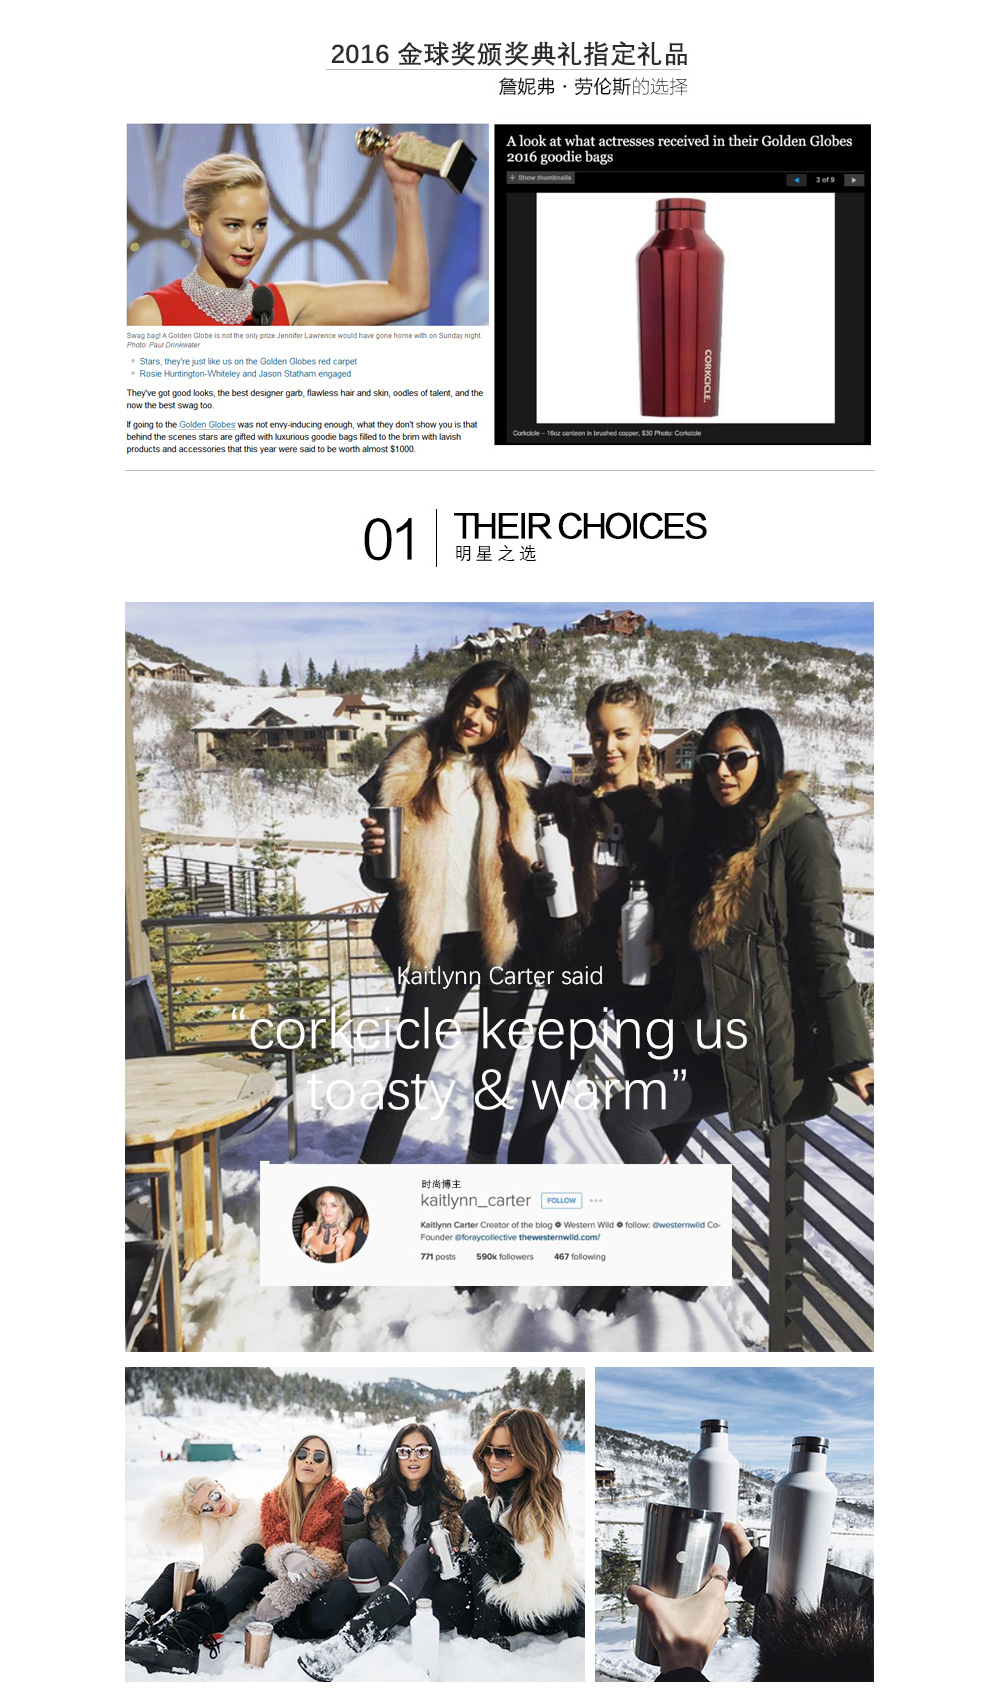 2016 金球奖颁奖典礼指定礼品
詹妮弗 · 劳伦斯的选择
Swag bag! A Golden Globe is not the only prize Jennifer Lawrence would have gone home with on Sunday night.
Photo: Paul Drinkwater
Stars, they're just like us on the Golden Globes red carpet
Rosie Huntington-Whiteley and Jason Statham engaged
They've got good looks, the best designer garb, flawless hair and skin, oodles of talent, and the
now the best swag too.
If going to the Golden Globes was not envy-inducing enough, what they don't show you is that
behind the scenes stars are gifted with luxurious goodie bags filled to the brim with lavish
products and accessories that this year were said to be worth almost $1000.
A look at what actresses received in their Golden Globes
2016 goodie bags
+ Show thumbnails
3 of 9
CORKCICLE.
Corkcicle – 16oz canteen in brushed copper, $30 Photo: Corkcicle
01
THEIR CHOICES
明星之选
Kaitlynn Carter said
“corkcicle keeping us
toasty & warm”
时尚博主
kaitlynn_carter FOLLOW
Kaitlynn Carter Creator of the blog ❁ Western Wild ❁ follow: @westernwild Co-
Founder @foraycollective thewesternwild.com/
771 posts 590k followers 467 following